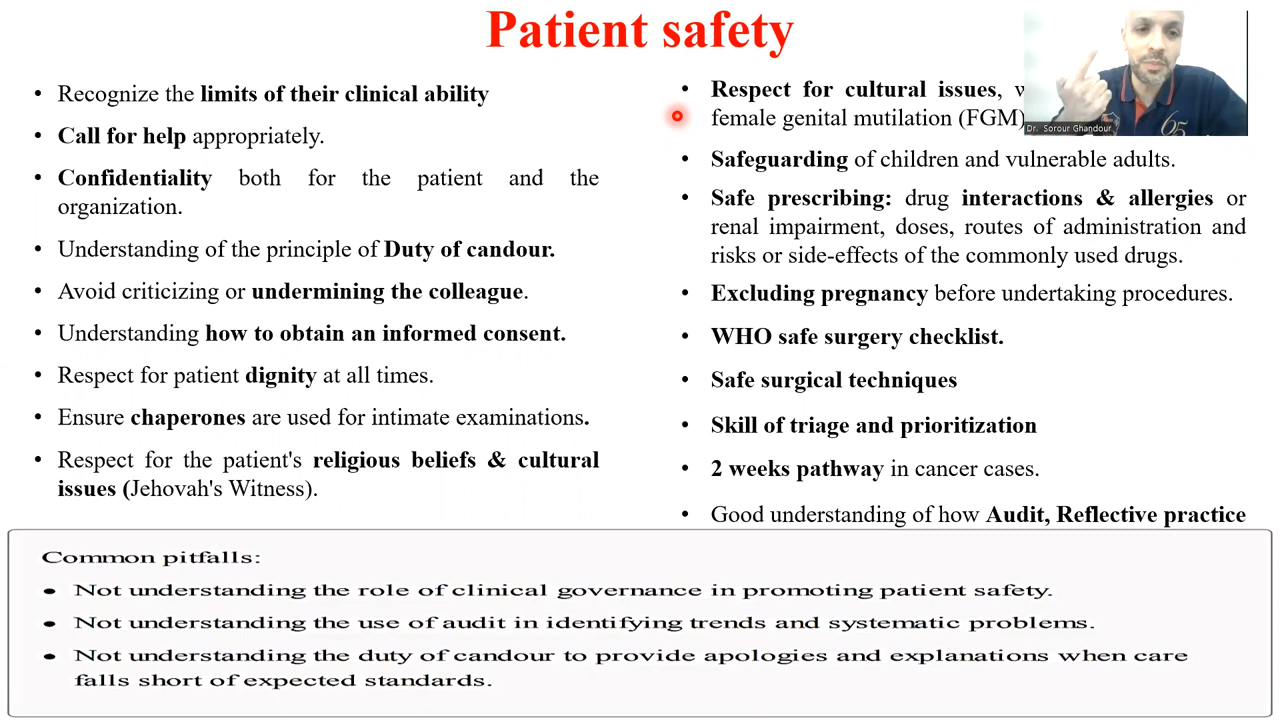 Patient safety
• Recognize the limits of their clinical ability
• Call for help appropriately.
• Confidentiality both for the patient and the
organization.
• Understanding of the principle of Duty of candour.
• Avoid criticizing or undermining the colleague.
• Understanding how to obtain an informed consent.
• Respect for patient dignity at all times.
• Ensure chaperones are used for intimate examinations.
• Respect for the patient's religious beliefs & cultural
issues (Jehovah's Witness).
• Respect for cultural issues,
female genital mutilation (FGM)
• Safeguarding of children and vulnerable adults.
• Safe prescribing: drug interactions & allergies or
renal impairment, doses, routes of administration and
risks or side-effects of the commonly used drugs.
• Excluding pregnancy before undertaking procedures.
• WHO safe surgery checklist.
• Safe surgical techniques
• Skill of triage and prioritization
• 2 weeks pathway in cancer cases.
• Good understanding of how Audit, Reflective practice
Dr. Sorour Ghandour
65
Common pitfalls:
• Not understanding the role of clinical governance in promoting patient safety.
• Not understanding the use of audit in identifying trends and systematic problems.
• Not understanding the duty of candour to provide apologies and explanations when care
falls short of expected standards.